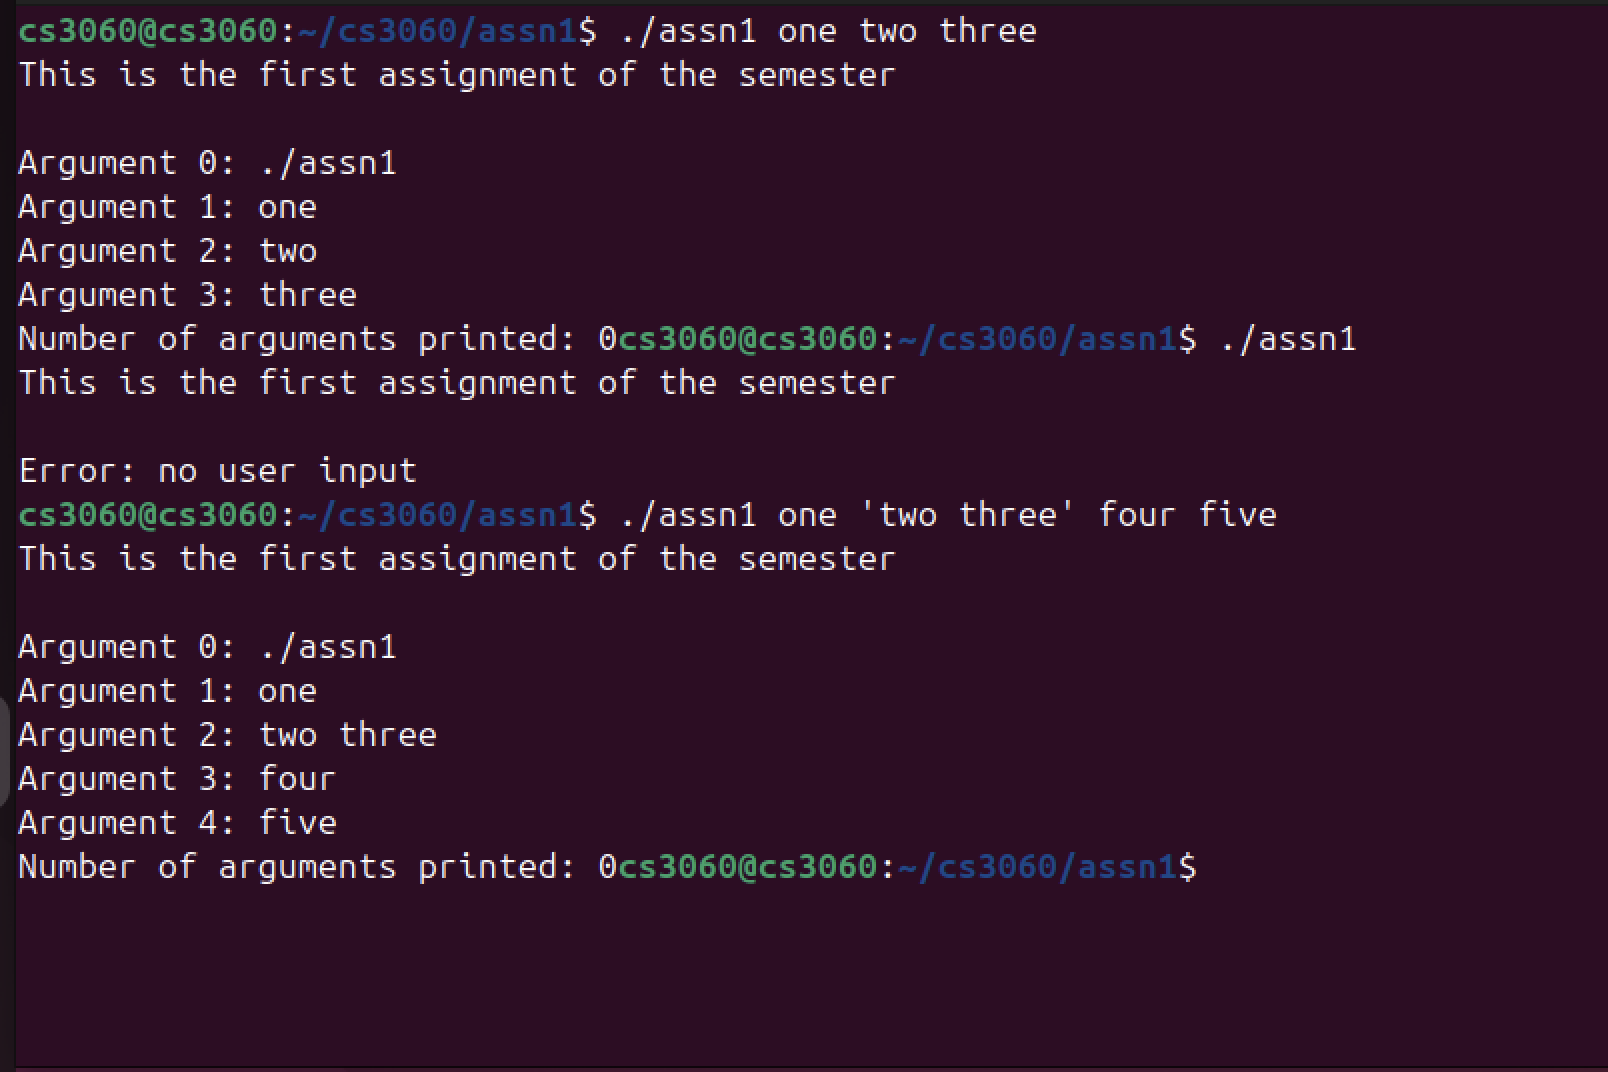 cs3060@cs3060:~/cs3060/assn1$ ./assn1 one two three
This is the first assignment of the semester
Argument 0: ./assn1
Argument 1: one
Argument 2: two
Argument 3: three
Number of arguments printed: 0cs3060@cs3060:~/cs3060/assn1$ ./assn1
This is the first assignment of the semester
Error: no user input
cs3060@cs3060:~/cs3060/assn1$ ./assn1 one 'two three' four five
This is the first assignment of the semester
Argument 0: ./assn1
Argument 1: one
Argument 2: two three
Argument 3: four
Argument 4: five
Number of arguments printed: 0cs3060@cs3060:~/cs3060/assn1$